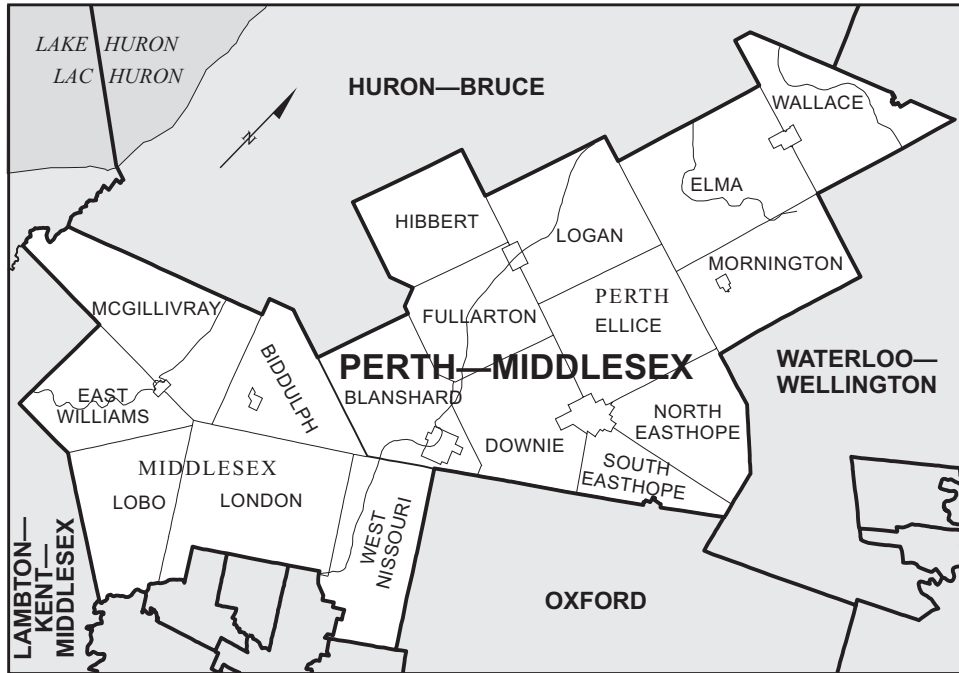 LAKE HURON
LAC HURON
HURON—BRUCE
N
WALLACE
ELMA
HIBBERT
LOGAN
MORNINGTON
PERTH
MCGILLIVRAY
FULLARTON
ELLICE
PERTH—MIDDLESEX
BIDDULPH
WATERLOO—
WELLINGTON
EAST
WILLIAMS
BLANSHARD
NORTH
EASTHOPE
DOWNIE
SOUTH
EASTHOPE
MIDDLESEX
LOBO
LONDON
WEST
NISSOURI
LAMBTON—
KENT—
MIDDLESEX
OXFORD